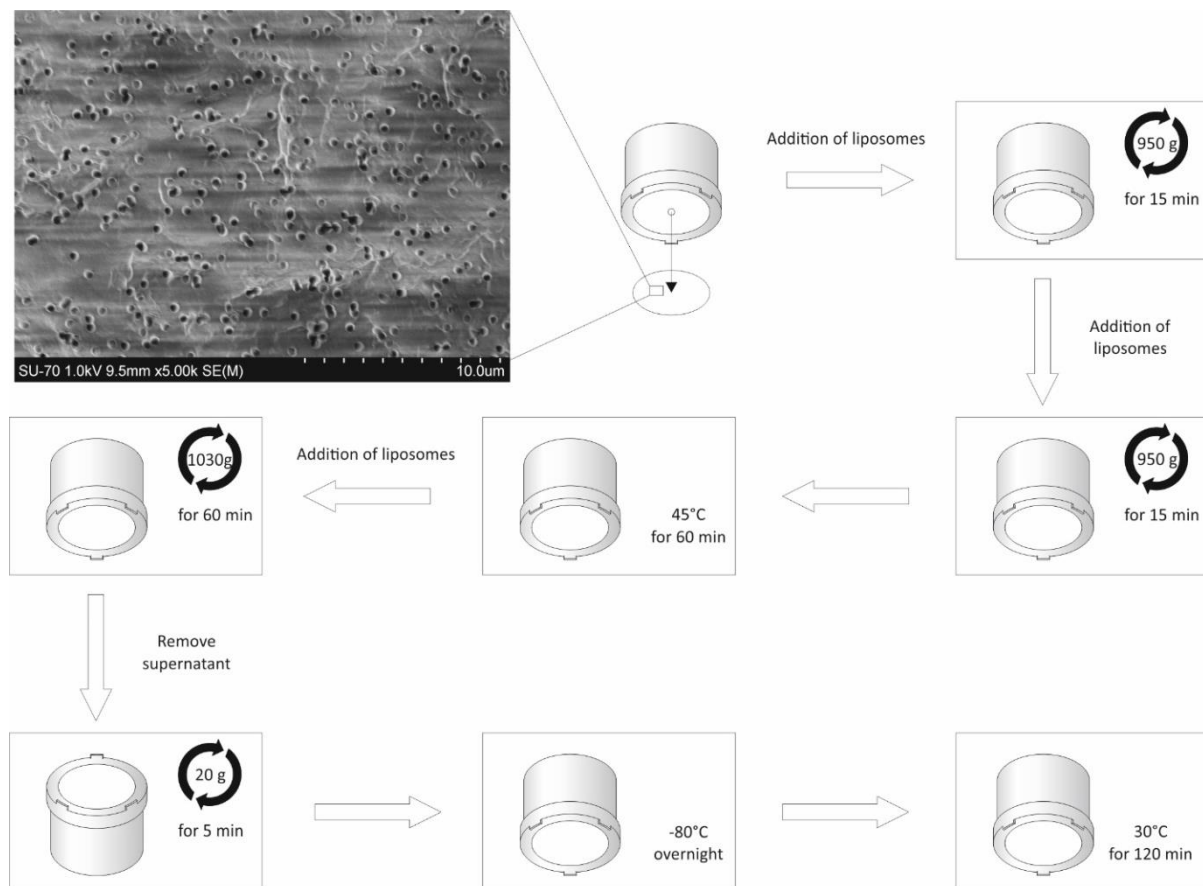 SU-70 1.0kV 9.5mm x5.00k SE(M)
10.0um
Addition of liposomes
950 g
for 15 min
Addition of
liposomes
950 g
for 15 min
45°C
for 60 min
Addition of liposomes
1030g
for 60 min
Remove
supernatant
20 g
for 5 min
-80°C
overnight
30°C
for 120 min